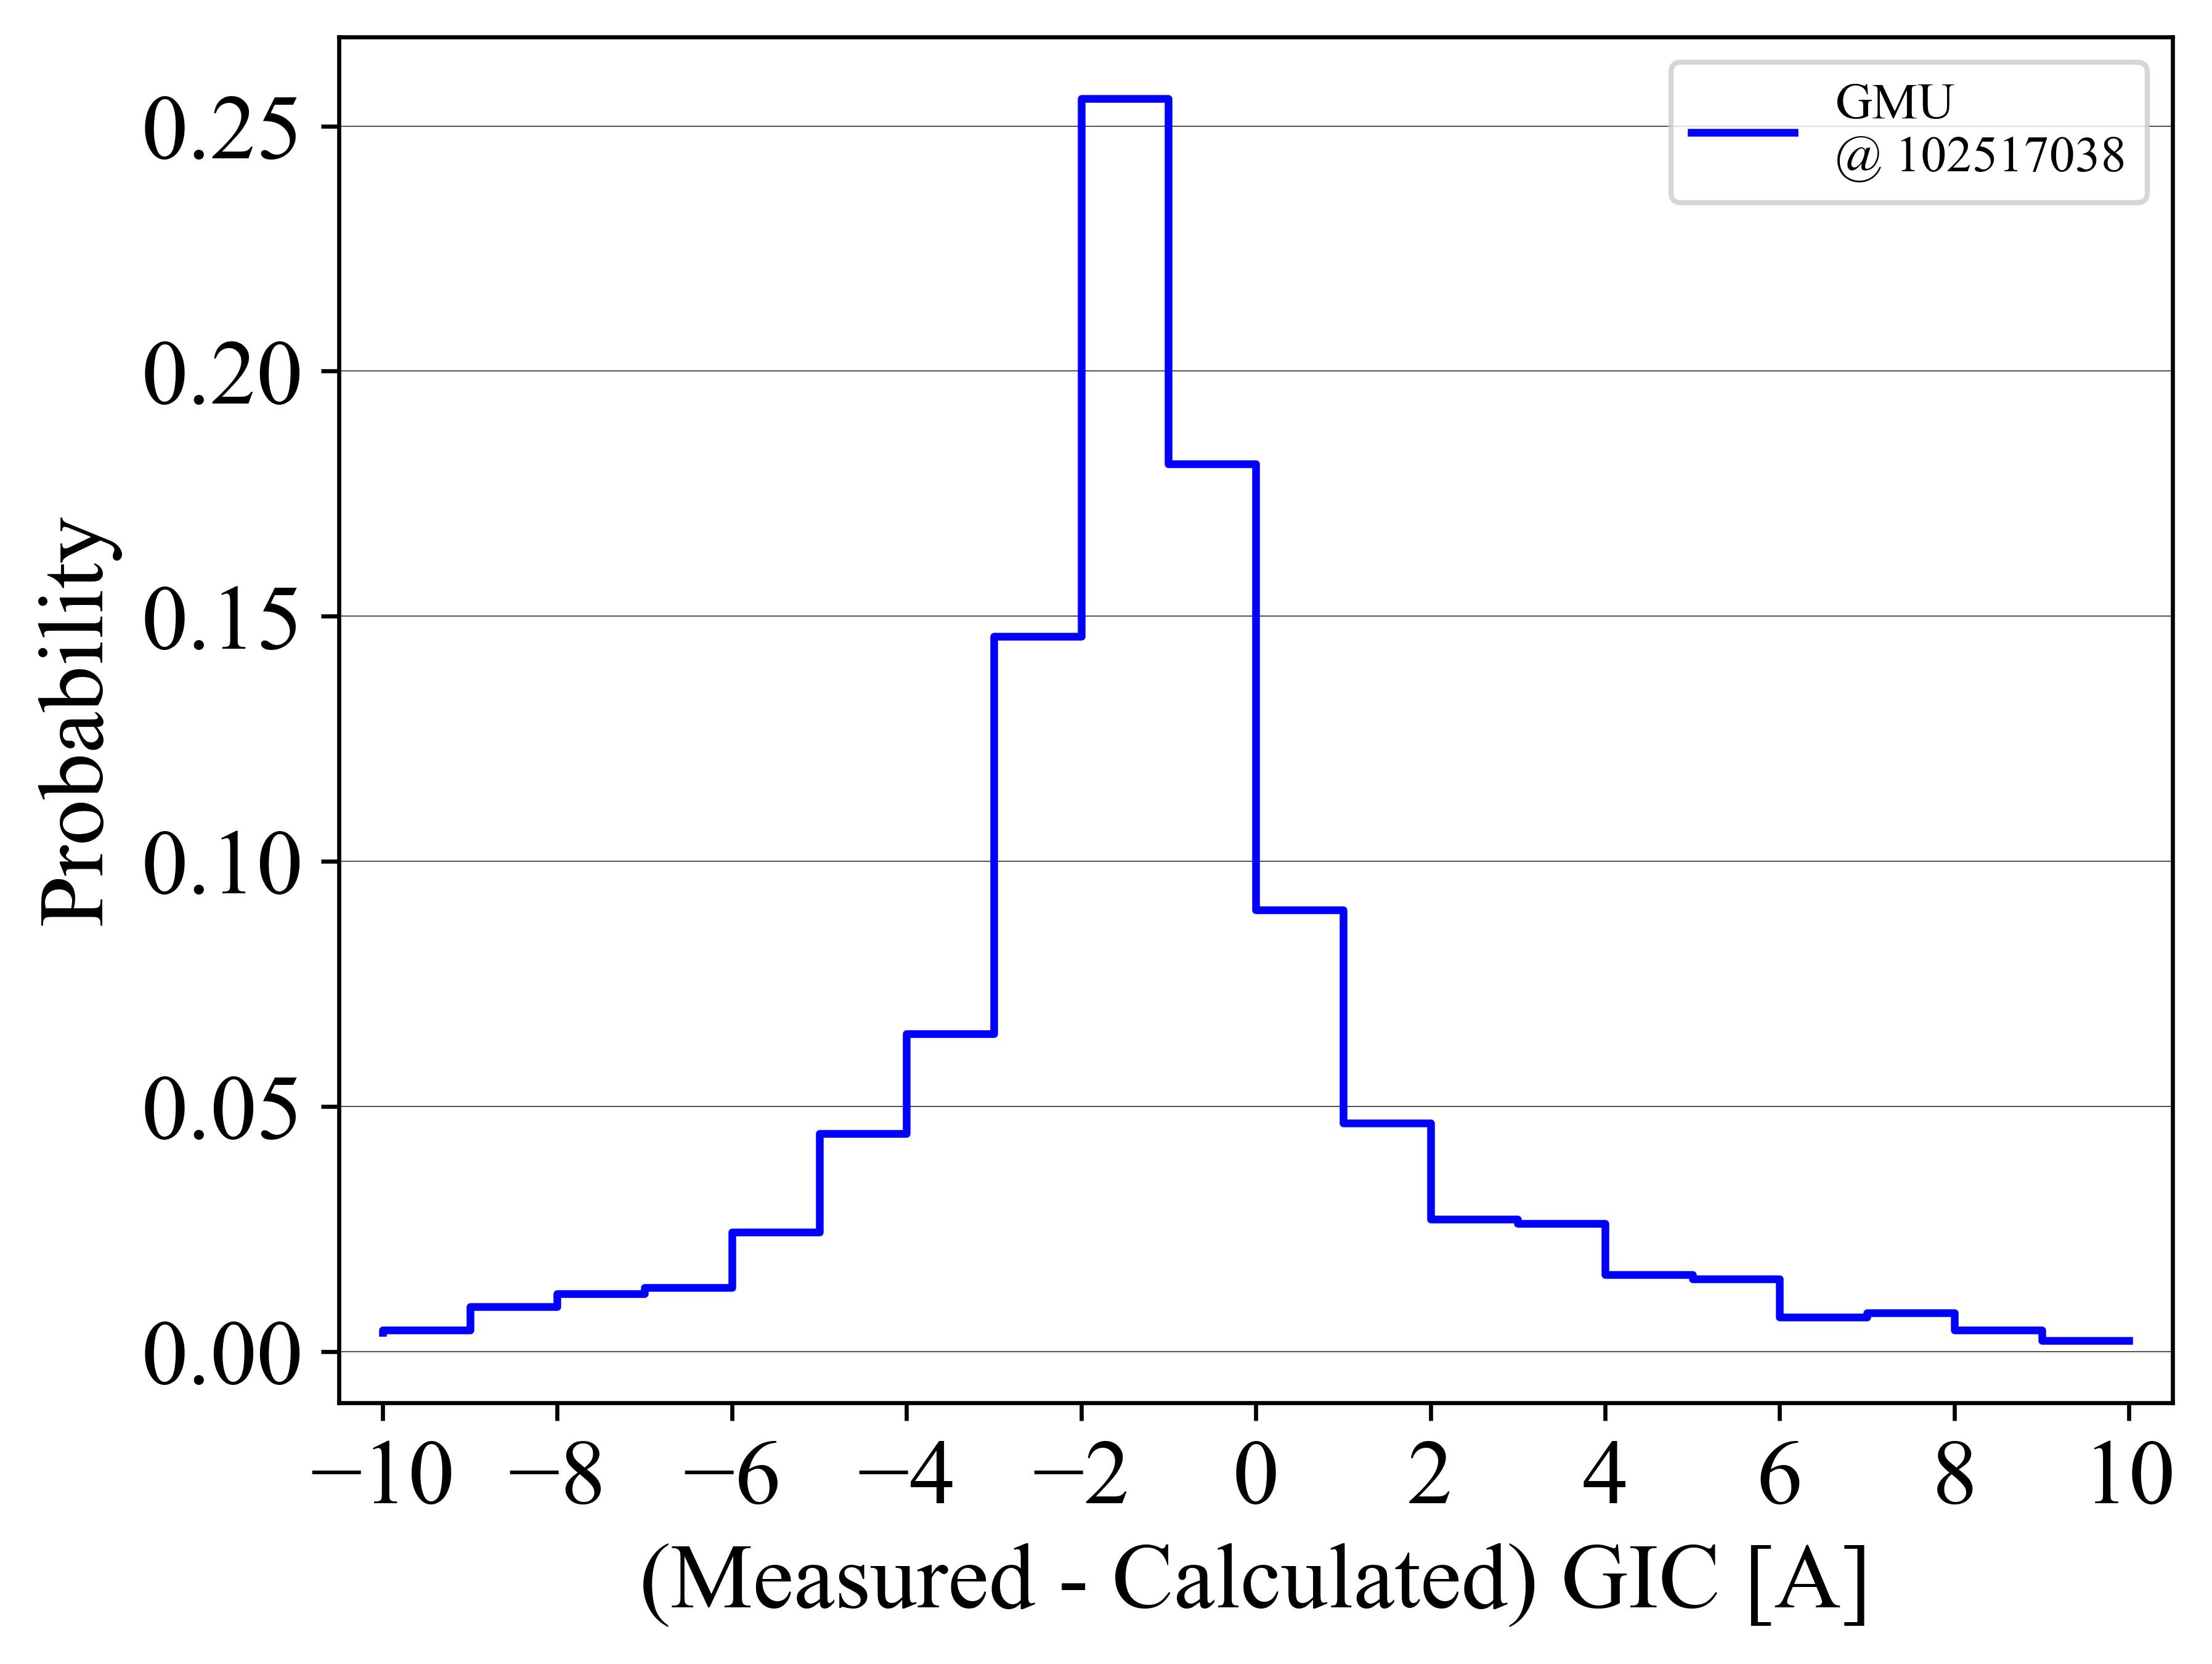 GMU
@ 102517038
Probability
0.25
0.20
0.15
0.10
0.05
0.00
−10 −8 −6 −4 −2 0 2 4 6 8 10
(Measured - Calculated) GIC [A]